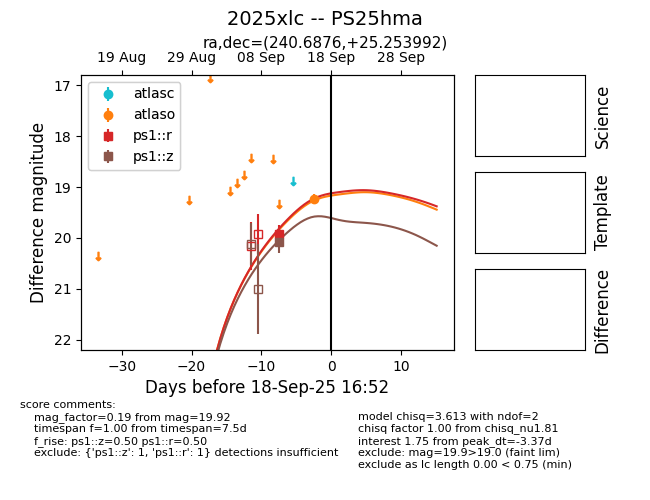 2025xlc -- PS25hma
ra,dec=(240.6876,+25.253992)
19 Aug 29 Aug 08 Sep 18 Sep 28 Sep
17
18
19
20
21
22
Difference magnitude
atlasc
atlaso
ps1::r
ps1::z
−30 −20 −10 0 10
Days before 18-Sep-25 16:52
Science
Template
Difference
score comments:
mag_factor=0.19 from mag=19.92
timespan f=1.00 from timespan=7.5d
f_rise: ps1::z=0.50 ps1::r=0.50
exclude: {'ps1::z': 1, 'ps1::r': 1} detections insufficient
model chisq=3.613 with ndof=2
chisq factor 1.00 from chisq_nu1.81
interest 1.75 from peak_dt=-3.37d
exclude: mag=19.9>19.0 (faint lim)
exclude as lc length 0.00 < 0.75 (min)